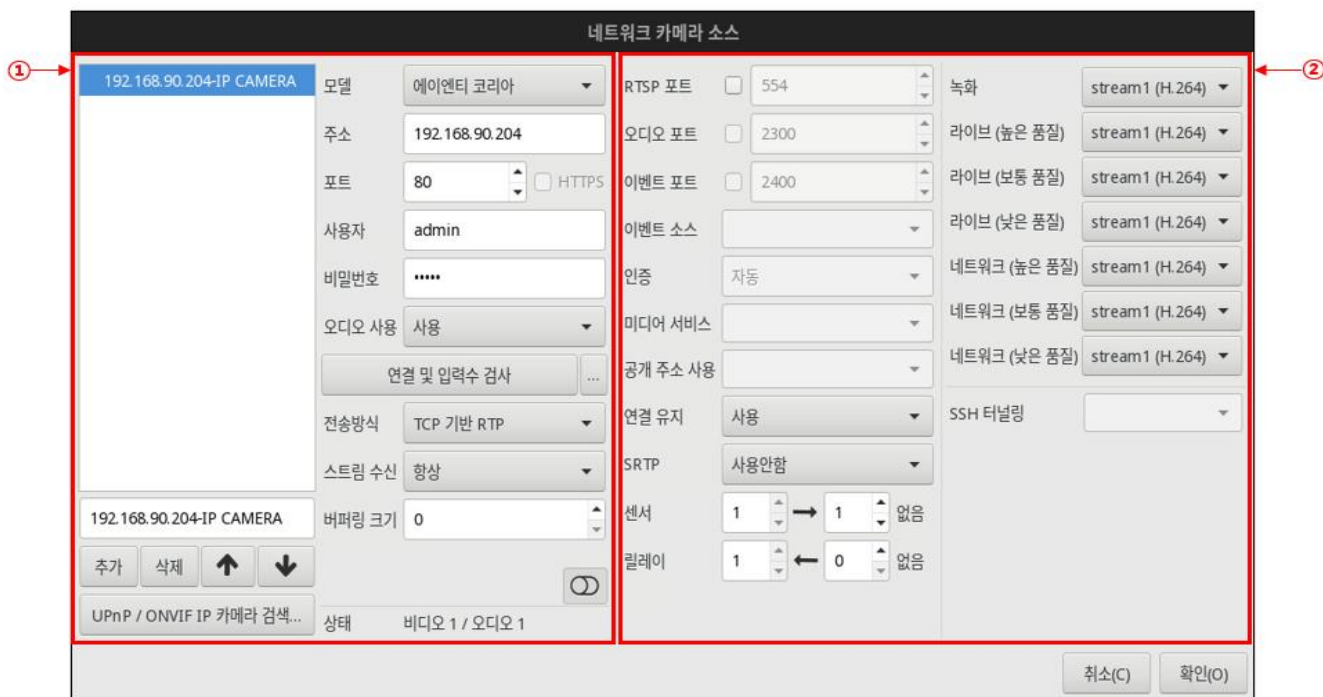 네트워크 카메라 소스
①
②
192.168.90.204-IP CAMERA
192.168.90.204-IP CAMERA
추가 삭제
UPnP / ONVIF IP 카메라 검색...
모델 에이엔티 코리아
주소 192.168.90.204
포트 80 HTTPS
사용자 admin
비밀번호 •••••
오디오 사용 사용
연결 및 입력수 검사 ...
전송방식 TCP 기반 RTP
스트림 수신 항상
버퍼링 크기 0
상태 비디오 1 / 오디오 1
RTSP 포트 554
오디오 포트 2300
이벤트 포트 2400
이벤트 소스
인증 자동
미디어 서비스
공개 주소 사용
연결 유지 사용
SRTP 사용안함
센서 1 → 1 없음
릴레이 1 ← 0 없음
녹화 stream1 (H.264)
라이브 (높은 품질) stream1 (H.264)
라이브 (보통 품질) stream1 (H.264)
라이브 (낮은 품질) stream1 (H.264)
네트워크 (높은 품질) stream1 (H.264)
네트워크 (보통 품질) stream1 (H.264)
네트워크 (낮은 품질) stream1 (H.264)
SSH 터널링
취소(C) 확인(O)